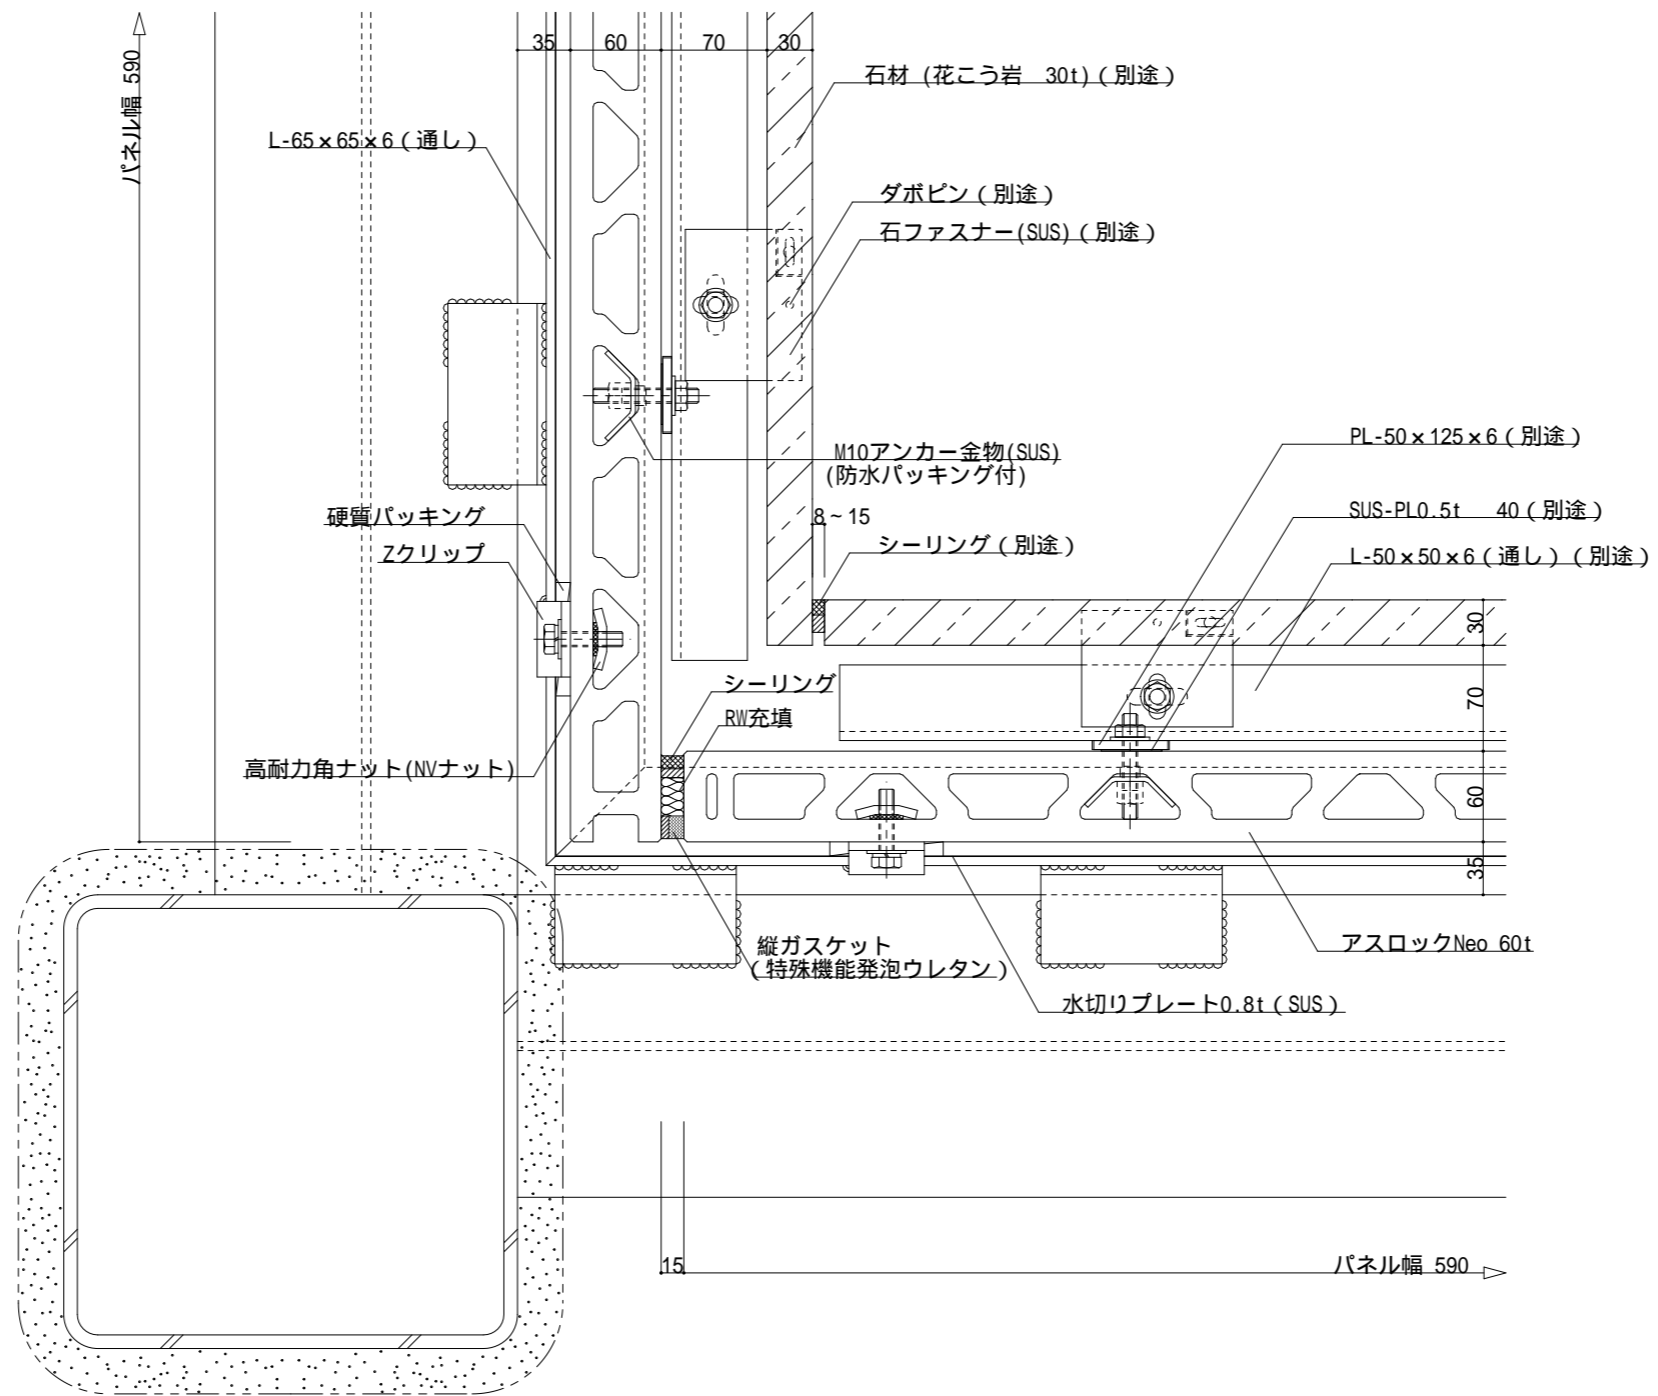 35 60 70 30
パネル幅 590
石材 (花こう岩　30t)(別途)
L-65×65×6(通し)
ダボピン(別途)
石ファスナー(SUS)(別途)
PL-50×125×6(別途)
M10アンカー金物(SUS)
(防水パッキング付)
硬質パッキング
8~15
SUS-PL0.5t　40(別途)
Zクリップ
シーリング(別途)
L-50×50×6(通し)(別途)
30
シーリング
70
RW充填
高耐力角ナット(NVナット)
60
35
縦ガスケット
(特殊機能発泡ウレタン)
アスロックNeo 60t
水切りプレート0.8t(SUS)
15
パネル幅 590